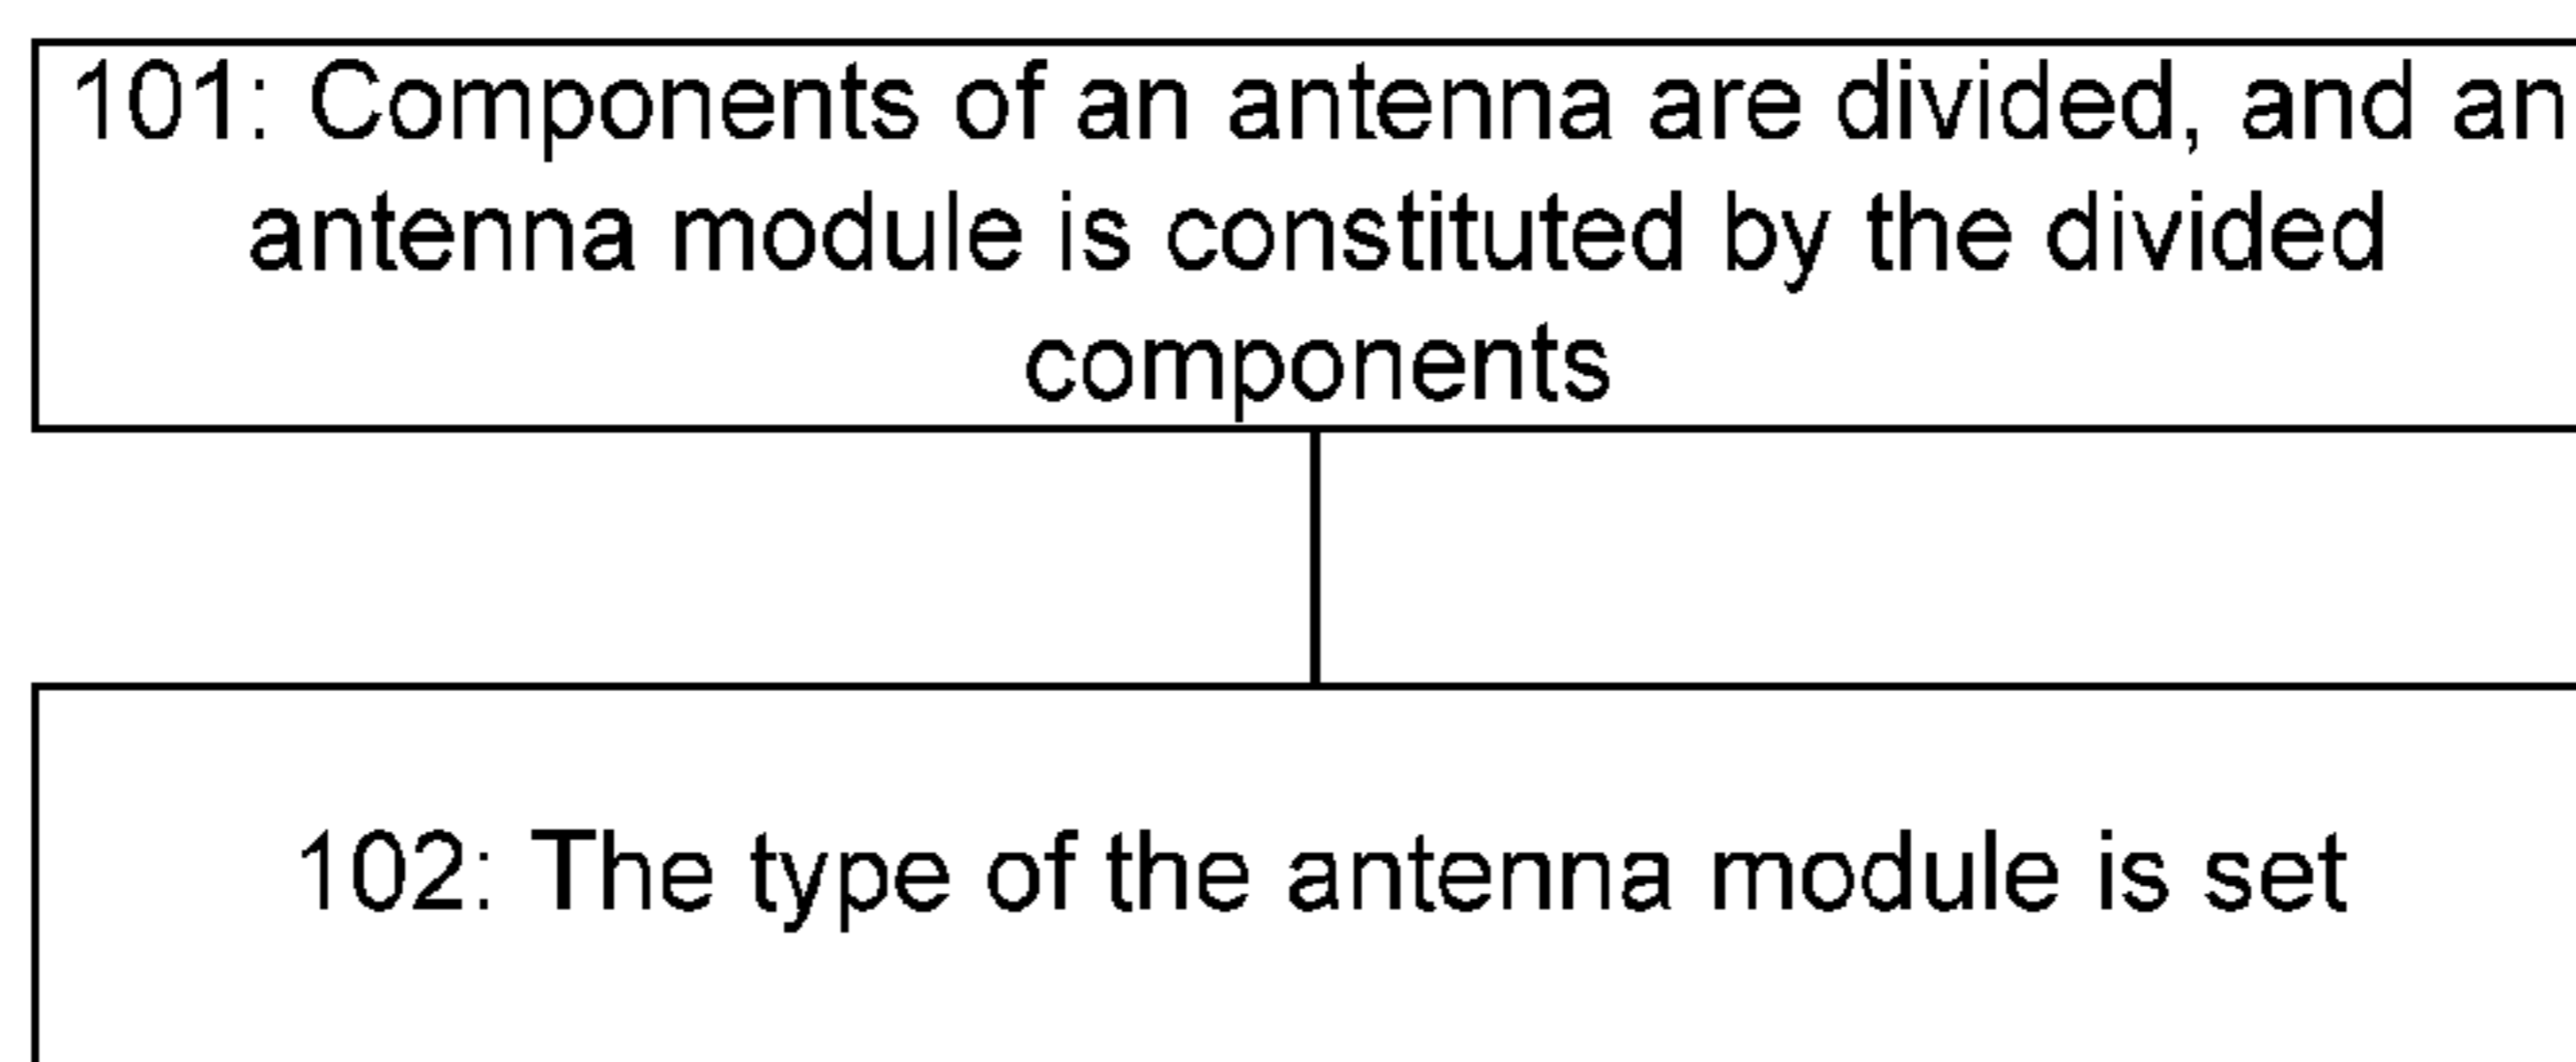 101: Components of an antenna are divided, and an
antenna module is constituted by the divided
components
102: The type of the antenna module is set